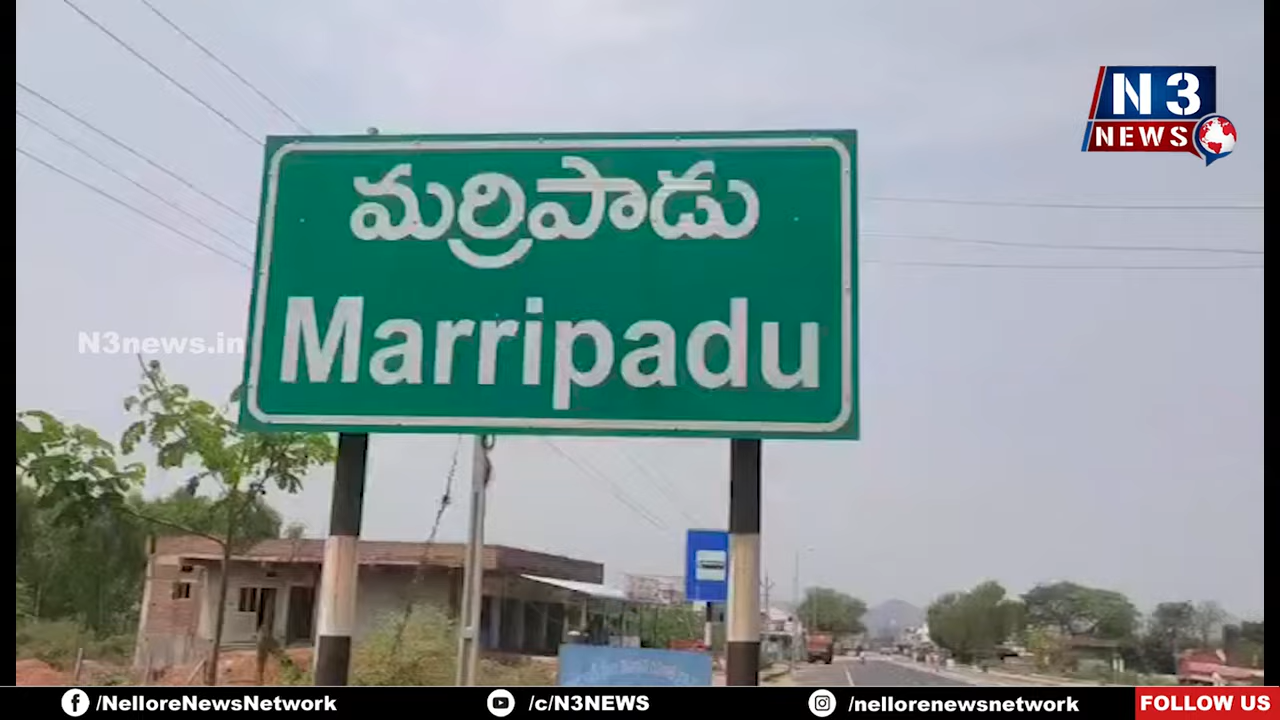 N3
NEWS
మర్రిపాడు
Marripadu
N3news.in
/NelloreNewsNetwork
/c/N3NEWS
/nellorenewsnetwork
FOLLOW US